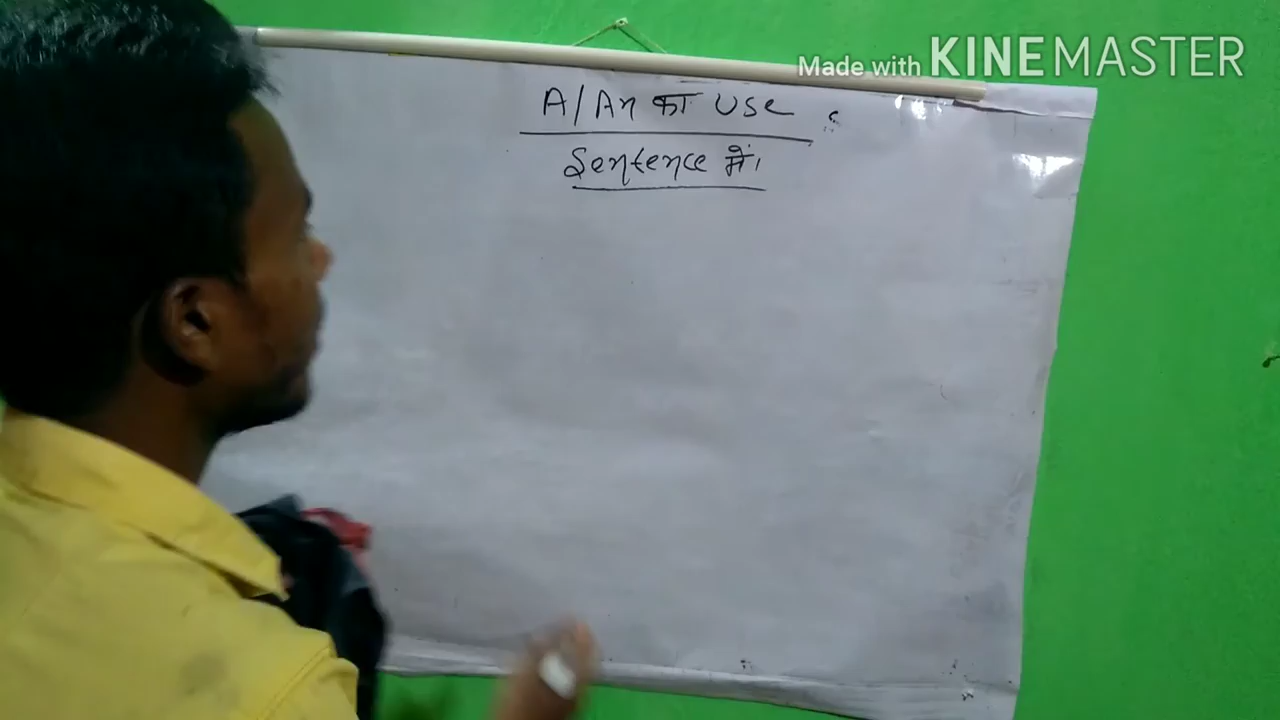 Made with KINEMASTER
A/An का Use :
Sentence में।